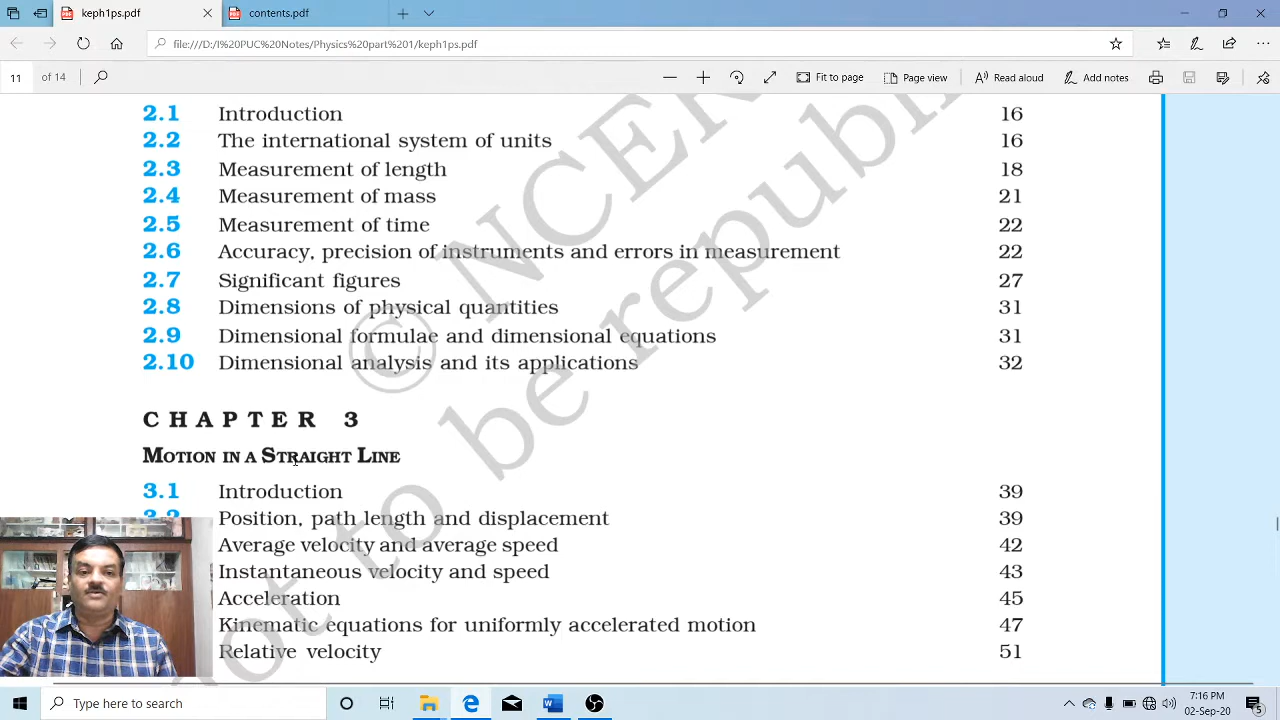 keph1ps.pdf
file:///D:/I%20PUC%20Notes/Physics%20part%201/keph1ps.pdf
11 of 14 Fit to page Page view Read aloud Add notes
2.1 Introduction 16
2.2 The international system of units 16
2.3 Measurement of length 18
2.4 Measurement of mass 21
2.5 Measurement of time 22
2.6 Accuracy, precision of instruments and errors in measurement 22
2.7 Significant figures 27
2.8 Dimensions of physical quantities 31
2.9 Dimensional formulae and dimensional equations 31
2.10 Dimensional analysis and its applications 32
CHAPTER 3
MOTION IN A STRAIGHT LINE
3.1 Introduction 39
3.2 Position, path length and displacement 39
Average velocity and average speed 42
Instantaneous velocity and speed 43
Acceleration 45
Kinematic equations for uniformly accelerated motion 47
Relative velocity 51
© NCER
not to be republi
Type here to search
7:16 PM
02-Sep-20